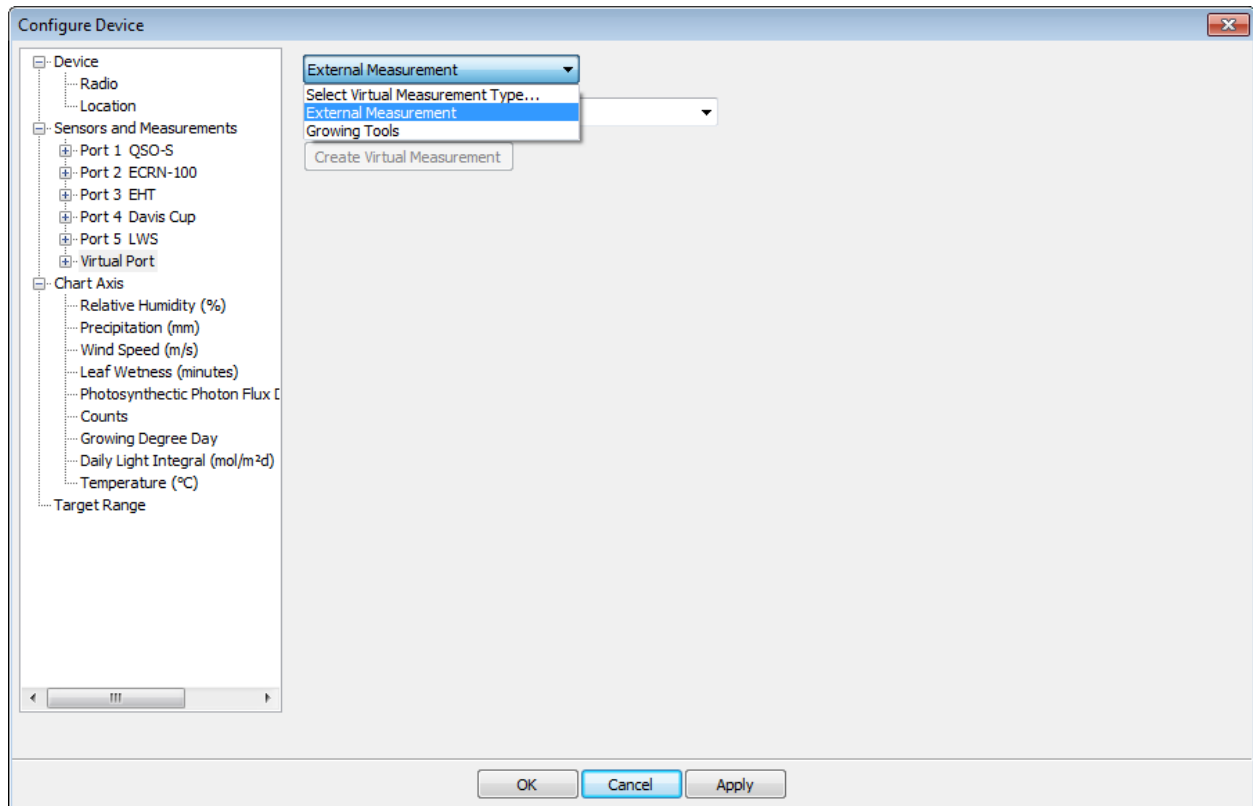 Configure Device
Device
Radio
Location
Sensors and Measurements
Port 1 QSO-S
Port 2 ECRN-100
Port 3 EHT
Port 4 Davis Cup
Port 5 LWS
Virtual Port
Chart Axis
Relative Humidity (%)
Precipitation (mm)
Wind Speed (m/s)
Leaf Wetness (minutes)
Photosynthectic Photon Flux
Counts
Growing Degree Day
Daily Light Integral (mol/m²d)
Temperature (°C)
Target Range
External Measurement
Select Virtual Measurement Type...
External Measurement
Growing Tools
Create Virtual Measurement
OK Cancel Apply